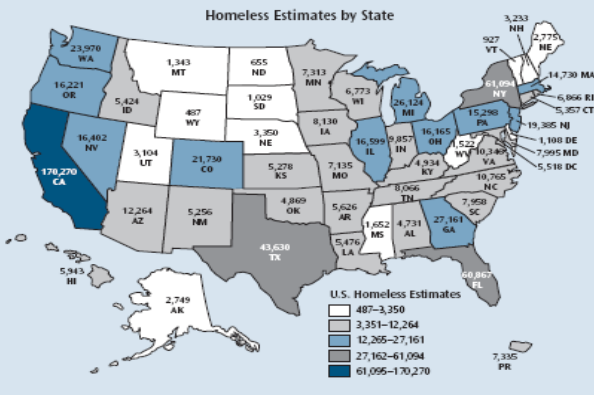 Homeless Estimates by State
3,233
NH
927
VT
2,775
NE
23,970
WA
1,343
MT
655
ND
7,313
MN
14,730 MA
16,221
OR
5,424
ID
1,029
SD
6,773
WI
61,094
NY
6,866 RI
26,124
MI
5,357 CT
487
WY
8,130
IA
15,298
PA
19,385 NJ
16,402
NV
3,350
NE
16,599
IL
9,857
IN
16,165
OH
1,108 DE
3,104
UT
21,730
CO
1,522
WV
10,346
VA
7,995 MD
170,270
CA
5,278
KS
7,135
MO
4,934
KY
5,518 DC
10,765
NC
8,066
TN
12,264
AZ
5,256
NM
4,869
OK
5,626
AR
7,958
SC
1,652
MS
4,731
AL
27,161
GA
43,630
TX
5,476
LA
60,867
FL
5,943
HI
2,749
AK
7,335
PR
U.S. Homeless Estimates
487–3,350
3,351–12,264
12,265–27,161
27,162–61,094
61,095–170,270